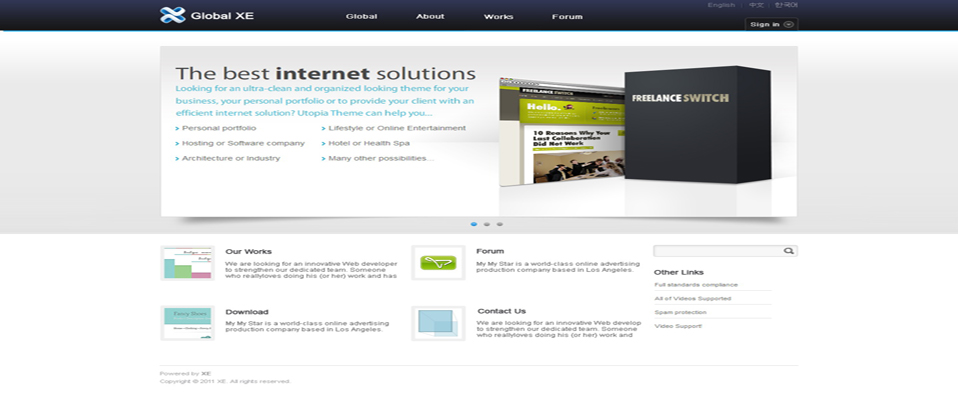 English | 中文 | 한국어
Global XE
Global
About
Works
Forum
Sign in
The best internet solutions
Looking for an ultra-clean and organized looking theme for your
business, your personal portfolio or to provide your client with an
efficient internet solution? Utopia Theme can help you...
Personal portfolio
Lifestyle or Online Entertainment
Hosting or Software company
Hotel or Health Spa
Architecture or Industry
Many other possibilities...
FREELANCE SWITCH
Hello.
10 Reasons Why Your
Last Collaboration
Did Not Work
FREELANCE SWITCH
Our Works
We are looking for an innovative Web developer
to strengthen our dedicated team. Someone
who reallyloves doing his (or her) work and has
Forum
My My Star is a world-class online advertising
production company based in Los Angeles.
Other Links
Full standards compliance
All of Videos Supported
Spam protection
Video Support
Download
My My Star is a world-class online advertising
production company based in Los Angeles.
Contact Us
We are looking for an innovative Web develop
to strengthen our dedicated team. Someone
who reallyloves doing his (or her) work and
Powered by XE
Copyright © 2011 XE. All rights reserved.